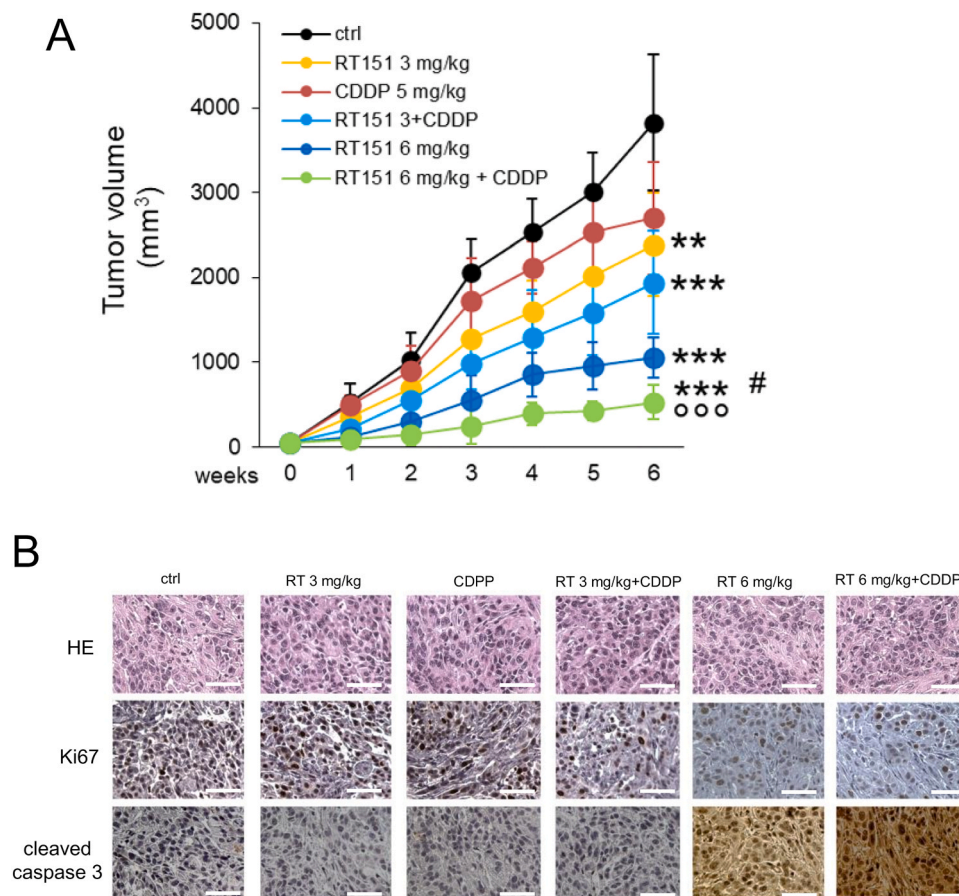 A
5000
4000
3000
2000
1000
0
Tumor volume
(mm³)
ctrl
RT151 3 mg/kg
CDDP 5 mg/kg
RT151 3+CDDP
RT151 6 mg/kg
RT151 6 mg/kg + CDDP
**
***
***
*** #
°°°
weeks 0 1 2 3 4 5 6
B
ctrl RT 3 mg/kg CDPP RT 3 mg/kg+CDDP RT 6 mg/kg RT 6 mg/kg+CDDP
HE
Ki67
cleaved
caspase 3